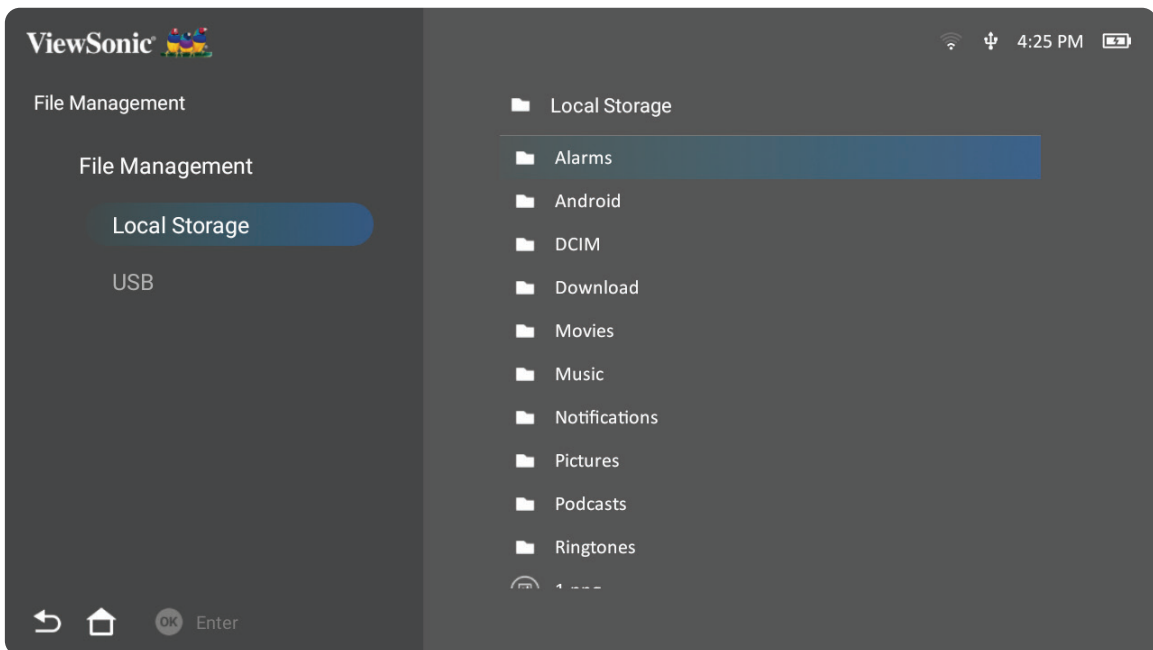 ViewSonic
4:25 PM
File Management
File Management
Local Storage
USB
Local Storage
Alarms
Android
DCIM
Download
Movies
Music
Notifications
Pictures
Podcasts
Ringtones
OK Enter